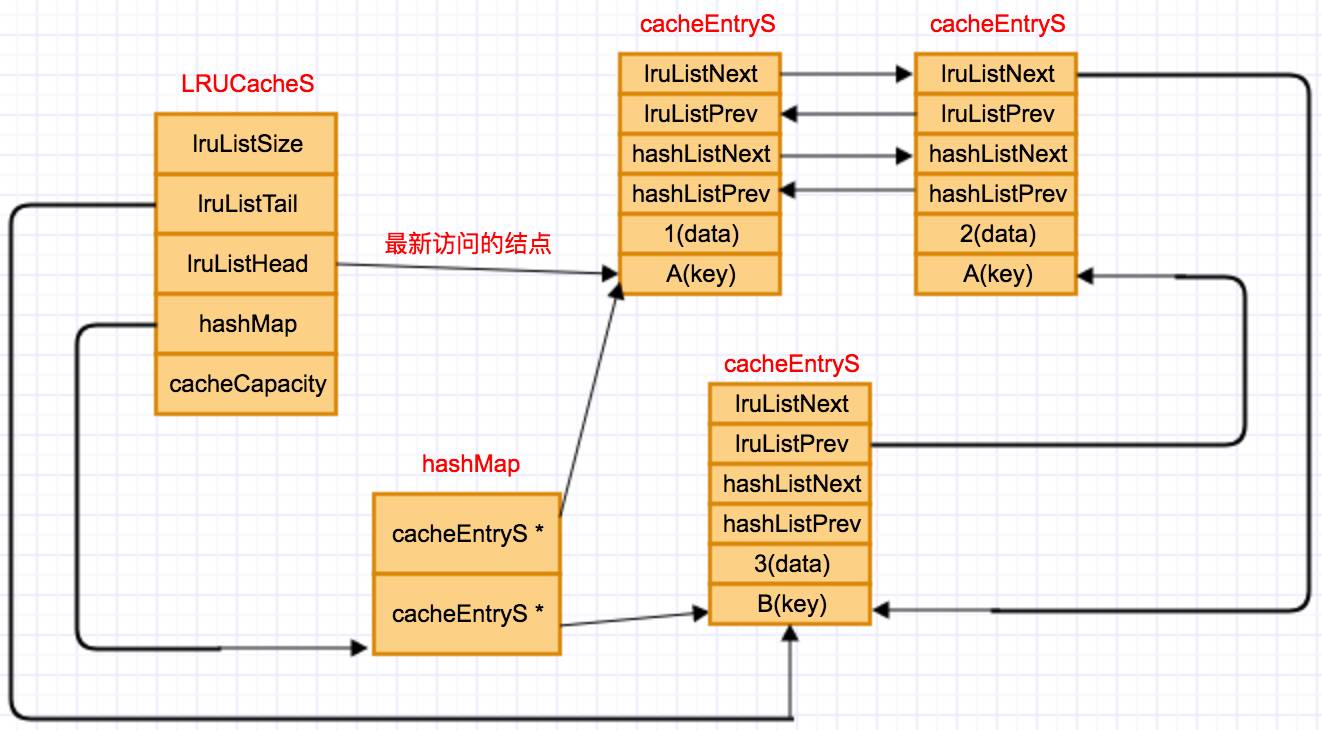 LRUCacheS
lruListSize
lruListTail
lruListHead
hashMap
cacheCapacity
最新访问的结点
cacheEntryS
lruListNext
lruListPrev
hashListNext
hashListPrev
1(data)
A(key)
cacheEntryS
lruListNext
lruListPrev
hashListNext
hashListPrev
2(data)
A(key)
hashMap
cacheEntryS *
cacheEntryS *
cacheEntryS
lruListNext
lruListPrev
hashListNext
hashListPrev
3(data)
B(key)